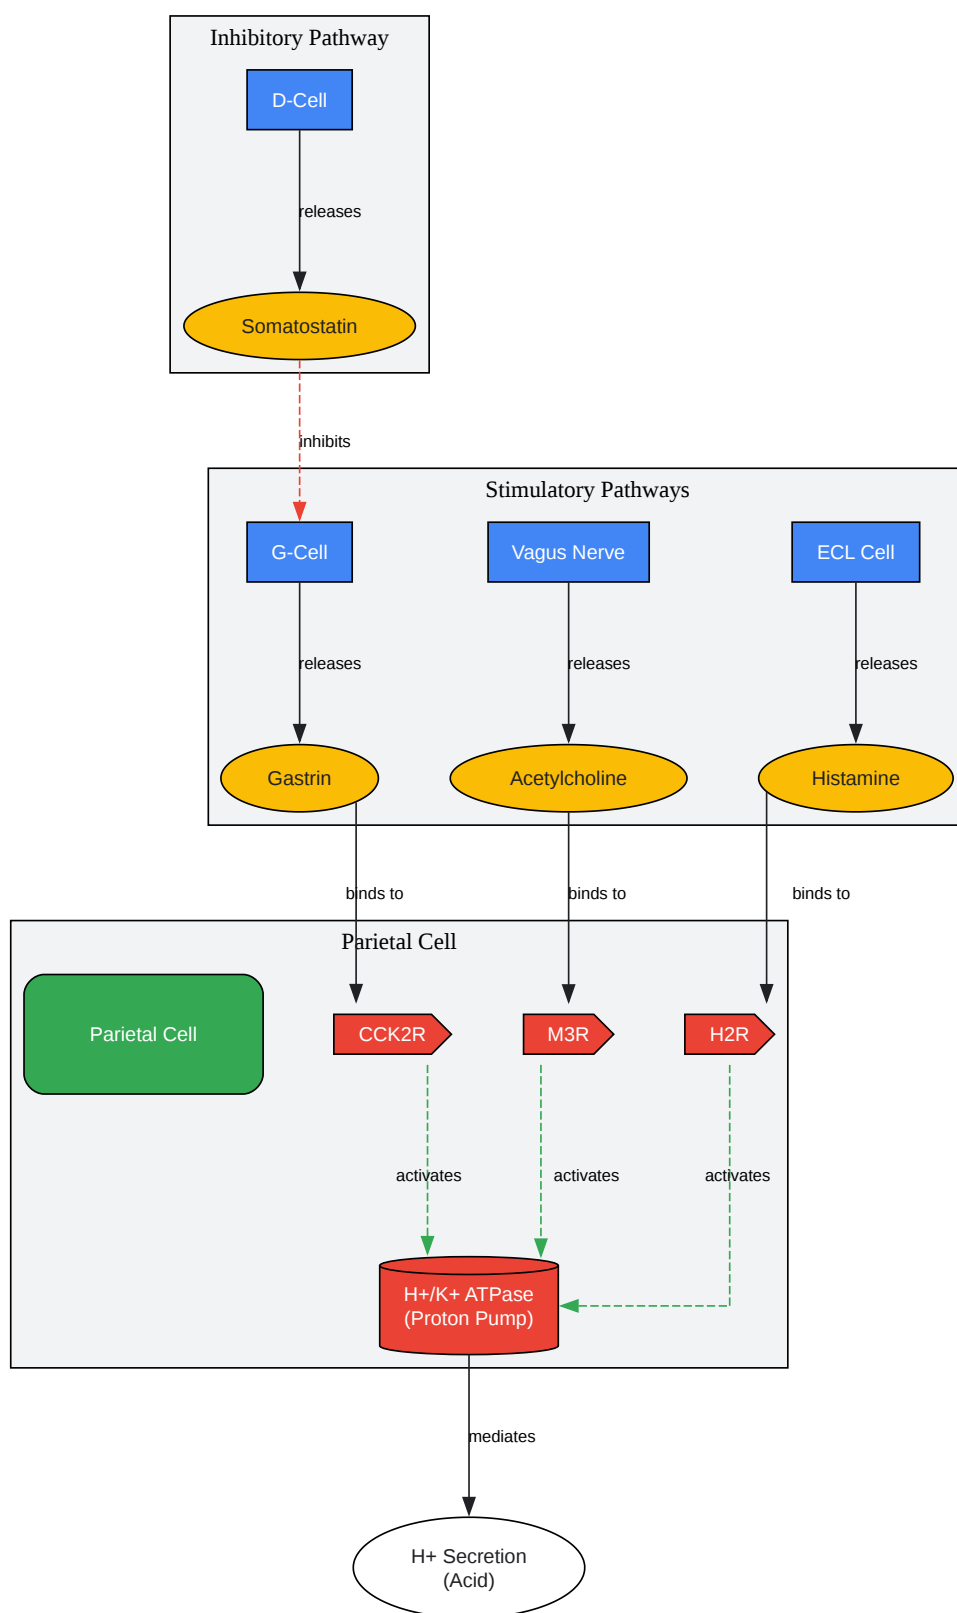 Inhibitory Pathway
D-Cell
releases
Somatostatin
inhibits
Stimulatory Pathways
G-Cell
Vagus Nerve
ECL Cell
releases
releases
releases
Gastrin
Acetylcholine
Histamine
binds to
binds to
binds to
Parietal Cell
Parietal Cell
CCK2R
M3R
H2R
activates
activates
activates
H+/K+ ATPase
(Proton Pump)
mediates
H+ Secretion
(Acid)